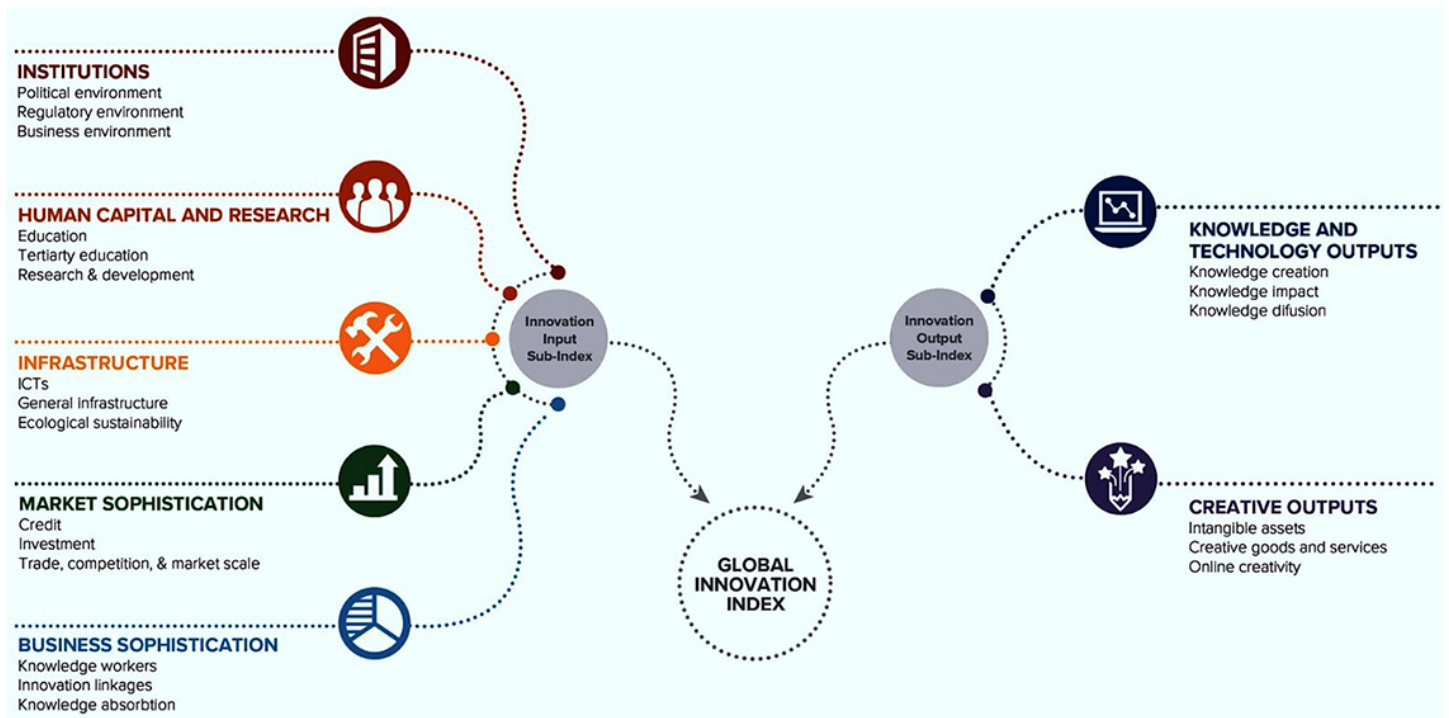 INSTITUTIONS
Political environment
Regulatory environment
Business environment
HUMAN CAPITAL AND RESEARCH
Education
Tertiarty education
Research & development
INFRASTRUCTURE
ICTs
General infrastructure
Ecological sustainability
MARKET SOPHISTICATION
Credit
Investment
Trade, competition, & market scale
BUSINESS SOPHISTICATION
Knowledge workers
Innovation linkages
Knowledge absorbtion
Innovation
Input
Sub-Index
Innovation
Output
Sub-Index
GLOBAL
INNOVATION
INDEX
KNOWLEDGE AND
TECHNOLOGY OUTPUTS
Knowledge creation
Knowledge impact
Knowledge difusion
CREATIVE OUTPUTS
Intangible assets
Creative goods and services
Online creativity